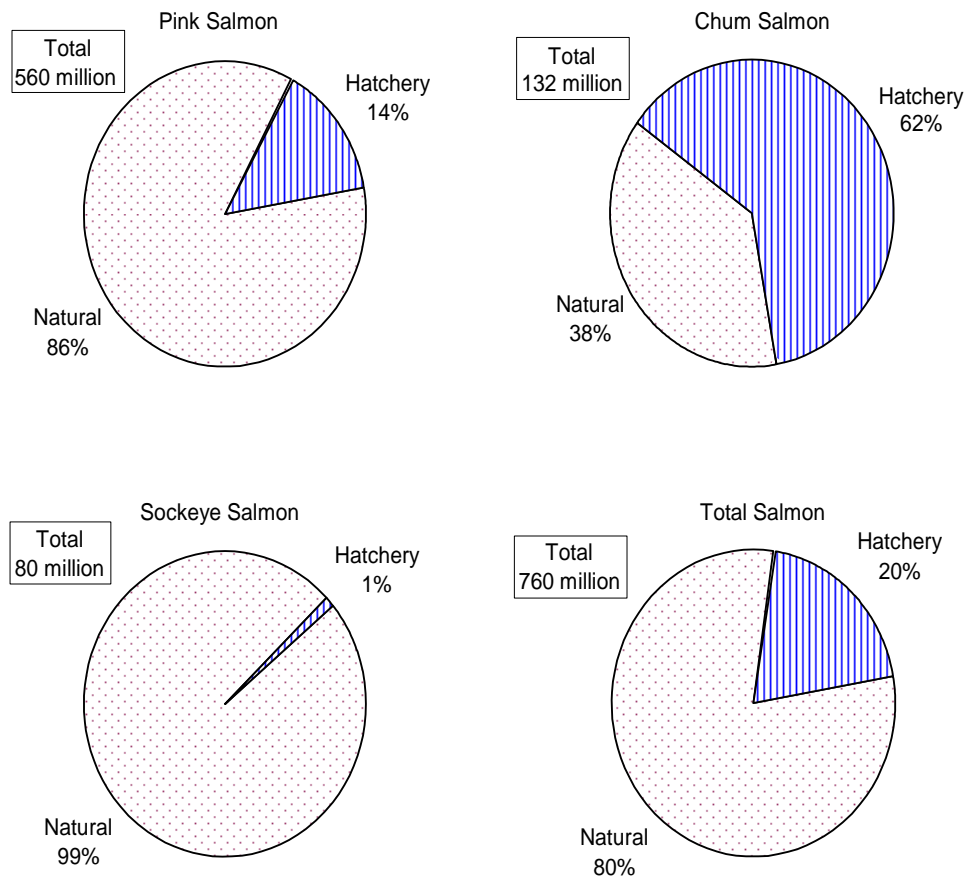 Pink Salmon
Total
560 million
Hatchery
14%
Natural
86%
Chum Salmon
Total
132 million
Hatchery
62%
Natural
38%
Sockeye Salmon
Total
80 million
Hatchery
1%
Natural
99%
Total Salmon
Total
760 million
Hatchery
20%
Natural
80%